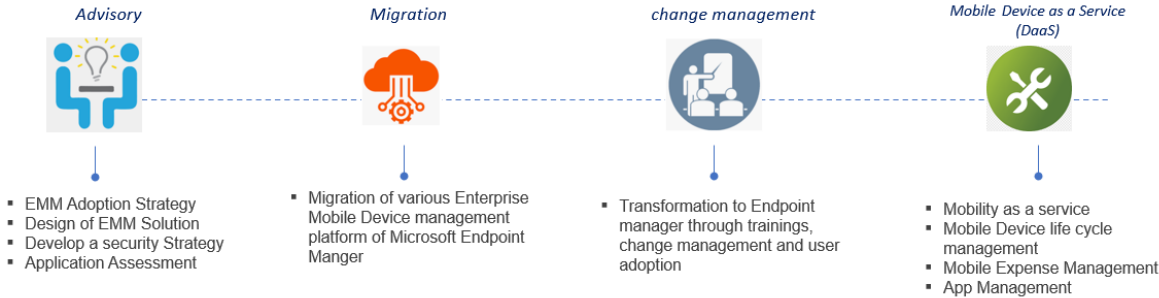 Advisory
▪ EMM Adoption Strategy
▪ Design of EMM Solution
▪ Develop a security Strategy
▪ Application Assessment
Migration
▪ Migration of various Enterprise
Mobile Device management
platform of Microsoft Endpoint
Manger
change management
▪ Transformation to Endpoint
manager through trainings,
change management and user
adoption
Mobile Device as a Service
(DaaS)
▪ Mobility as a service
▪ Mobile Device life cycle
management
▪ Mobile Expense Management
▪ App Management